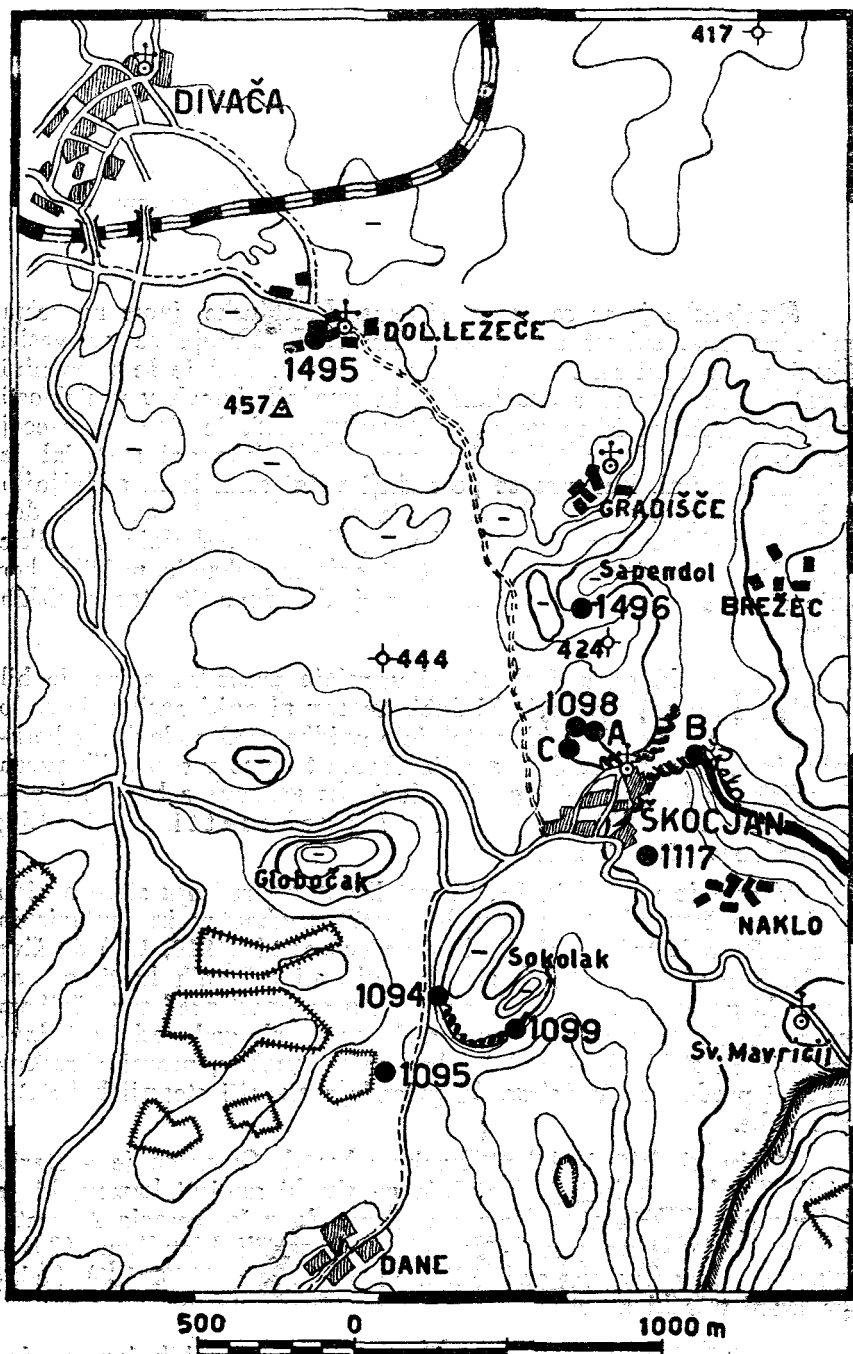 417
DIVAČA
DOL.LEŽEČE
1495
457
GRADIŠČE
Sapendol
BREŽEC
1496
424
444
1098
A
B
C
ŠKOCJAN
1117
Globočak
NAKLO
Sokolak
1094
1099
Sv. Mavricij
1095
DANE
500 0 1000 m